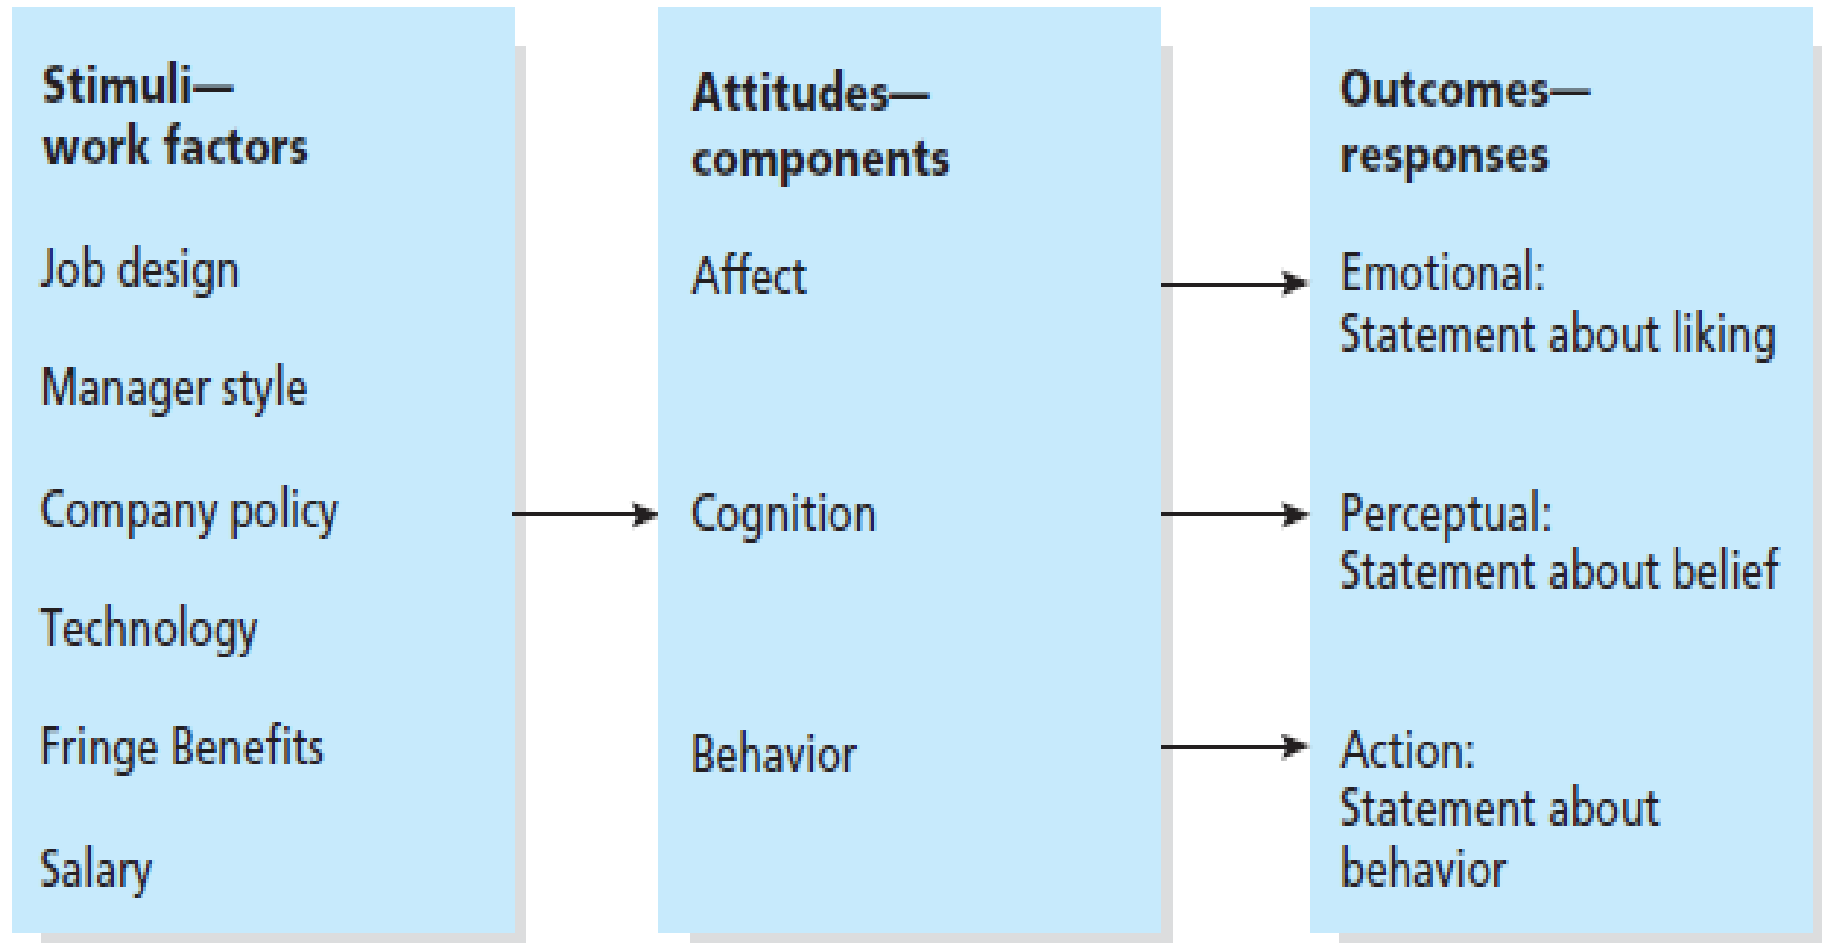 Stimuli—
work factors
Job design
Manager style
Company policy
Technology
Fringe Benefits
Salary
Attitudes—
components
Affect
Cognition
Behavior
Outcomes—
responses
Emotional:
Statement about liking
Perceptual:
Statement about belief
Action:
Statement about
behavior